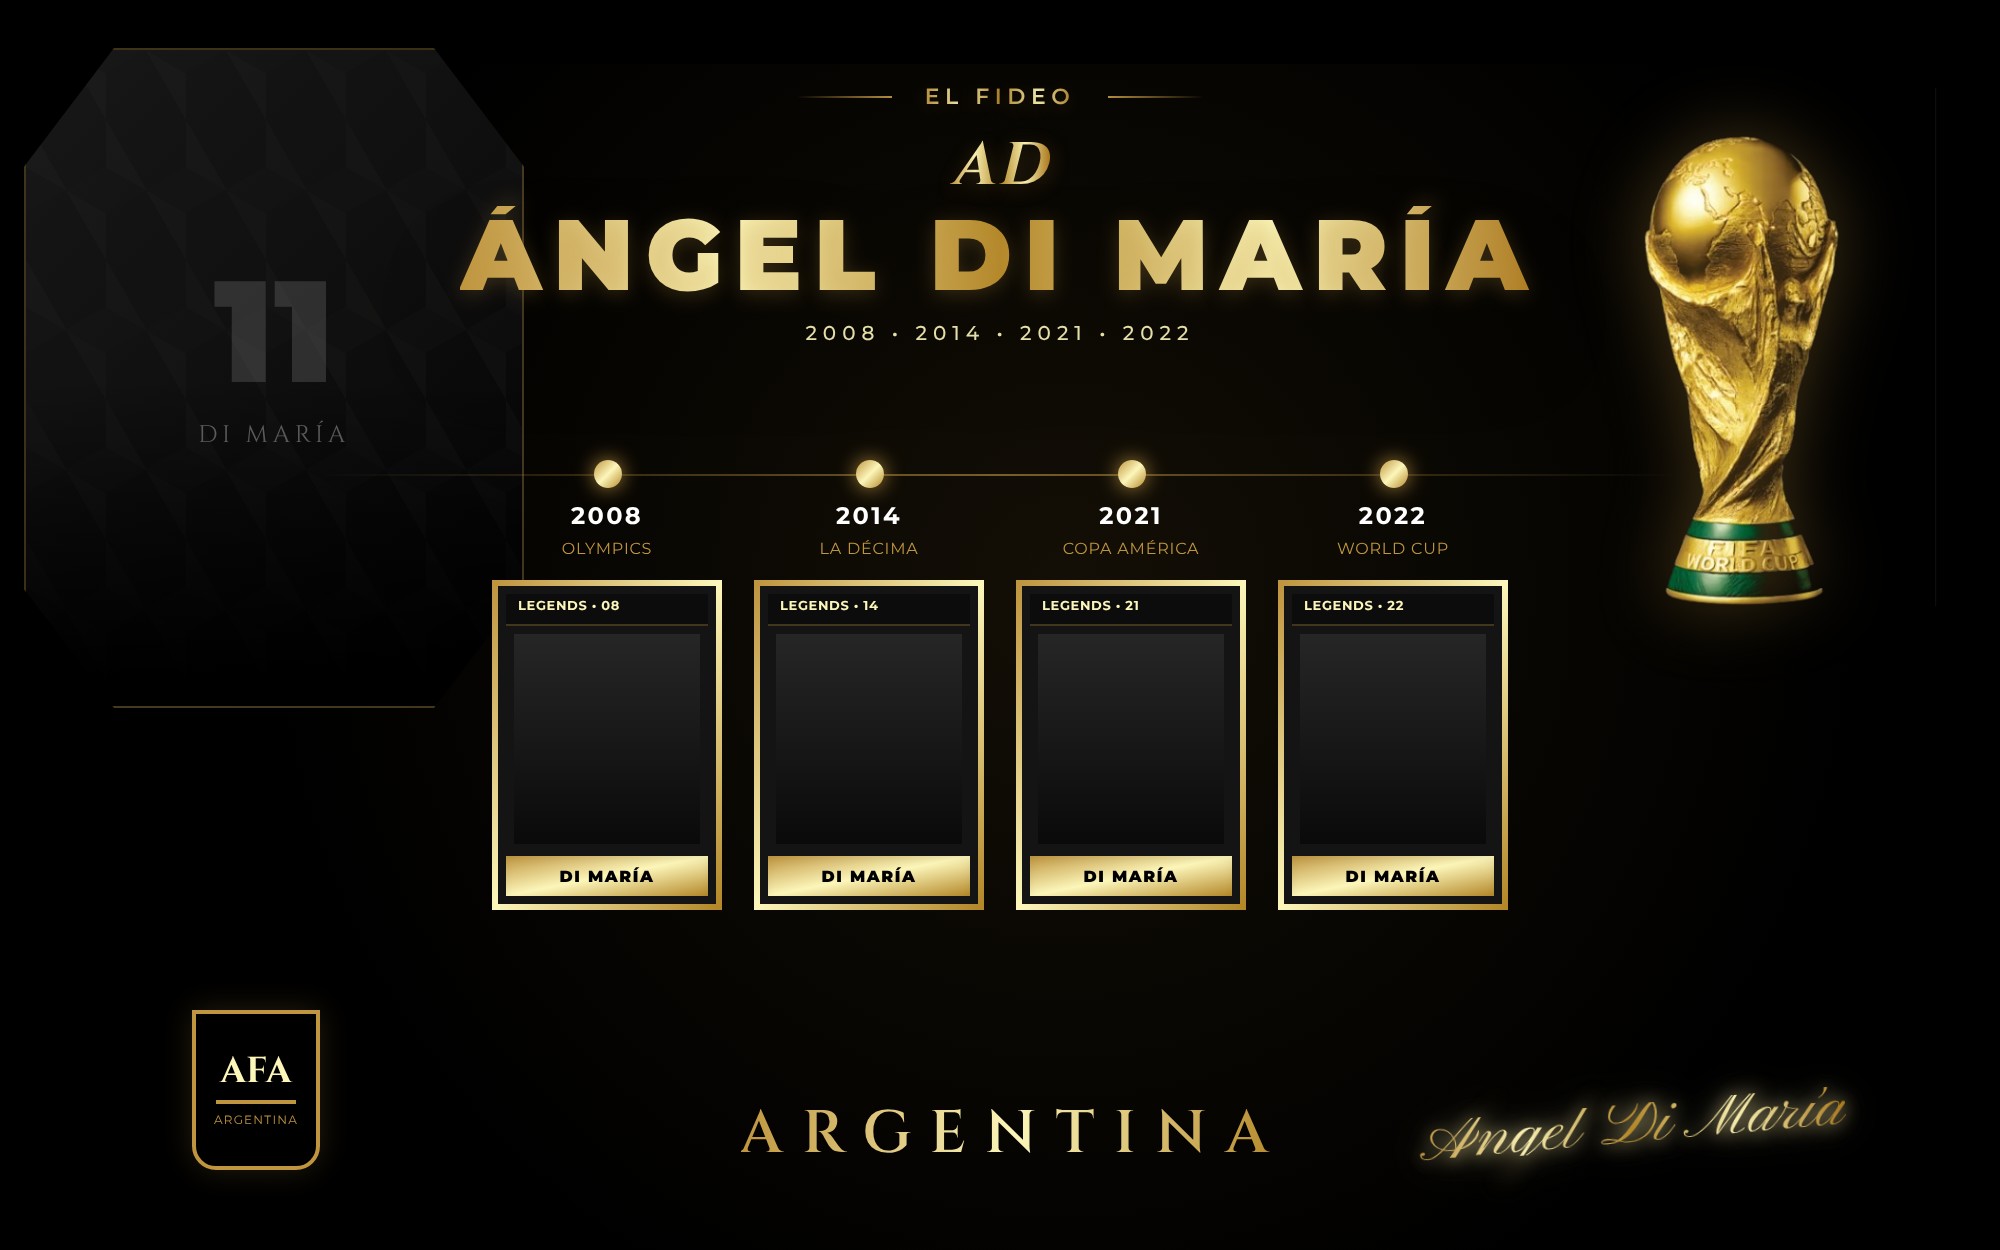 EL FIDEO
AD
ÁNGEL DI MARÍA
2008 • 2014 • 2021 • 2022
11
DI MARÍA
2008
OLYMPICS
2014
LA DÉCIMA
2021
COPA AMÉRICA
2022
WORLD CUP
FIFA
WORLD CUP
LEGENDS • 08
DI MARÍA
LEGENDS • 14
DI MARÍA
LEGENDS • 21
DI MARÍA
LEGENDS • 22
DI MARÍA
AFA
ARGENTINA
ARGENTINA
Angel Di María